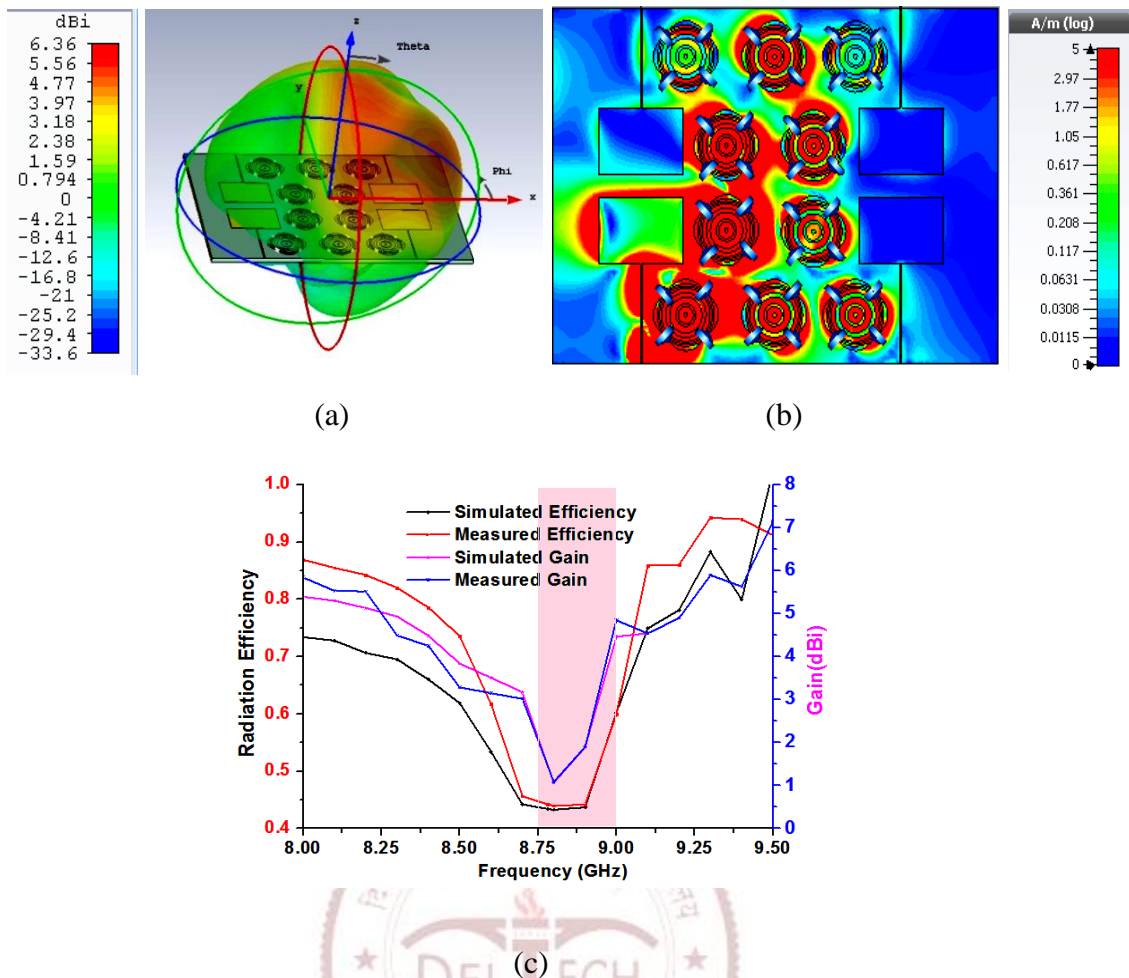 dBi
6.36
5.56
4.77
3.97
3.18
2.38
1.59
0.794
0
-4.21
-8.41
-12.6
-16.8
-21
-25.2
-29.4
-33.6
z
Theta
y
Phi
x
A/m (log)
5
2.97
1.77
1.05
0.617
0.361
0.208
0.117
0.0631
0.0308
0.0115
0
(a)
(b)
Simulated Efficiency
Measured Efficiency
Simulated Gain
Measured Gain
Radiation Efficiency
1.0
0.9
0.8
0.7
0.6
0.5
0.4
8
7
6
5
4
3
2
1
0
Gain(dBi)
8.00 8.25 8.50 8.75 9.00 9.25 9.50
Frequency (GHz)
(c)